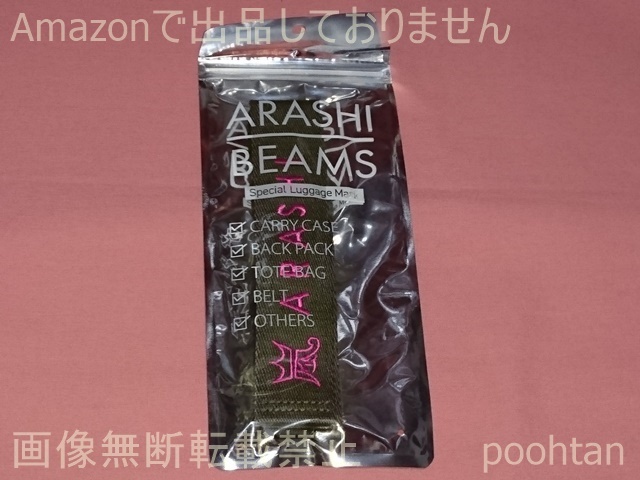 Amazonで出品しておりません
ARASHI
BEAMS
Special Luggage Mark
CARRY CASE
BACK PACK
TOTE BAG
BELT
OTHERS
嵐 ARASHI
画像無断転載禁止
poohtan